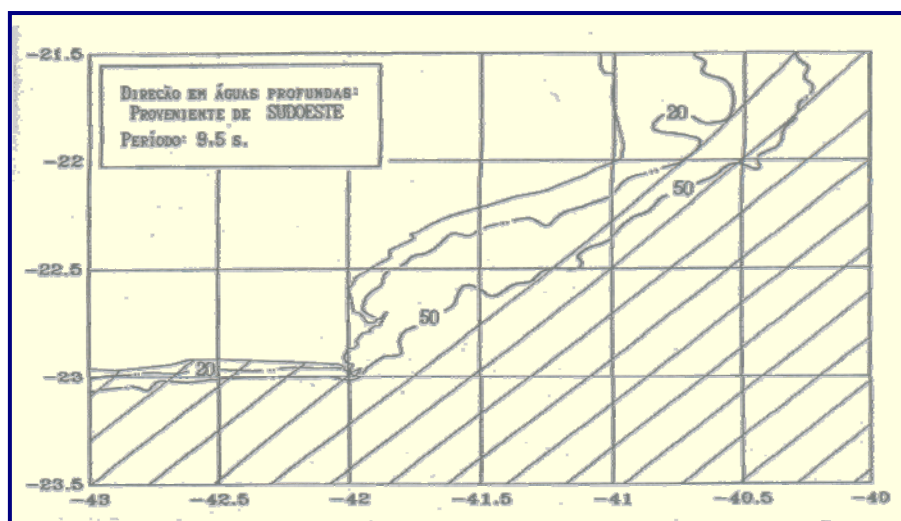 -21.5
DIREÇÃO EM ÁGUAS PROFUNDAS:
PROVENIENTE DE SUDOESTE
PERÍODO: 9.5 s.
20
-22
50
-22.5
50
20
-23
-23.5
-43 -42.5 -42 -41.5 -41 -40.5 -40